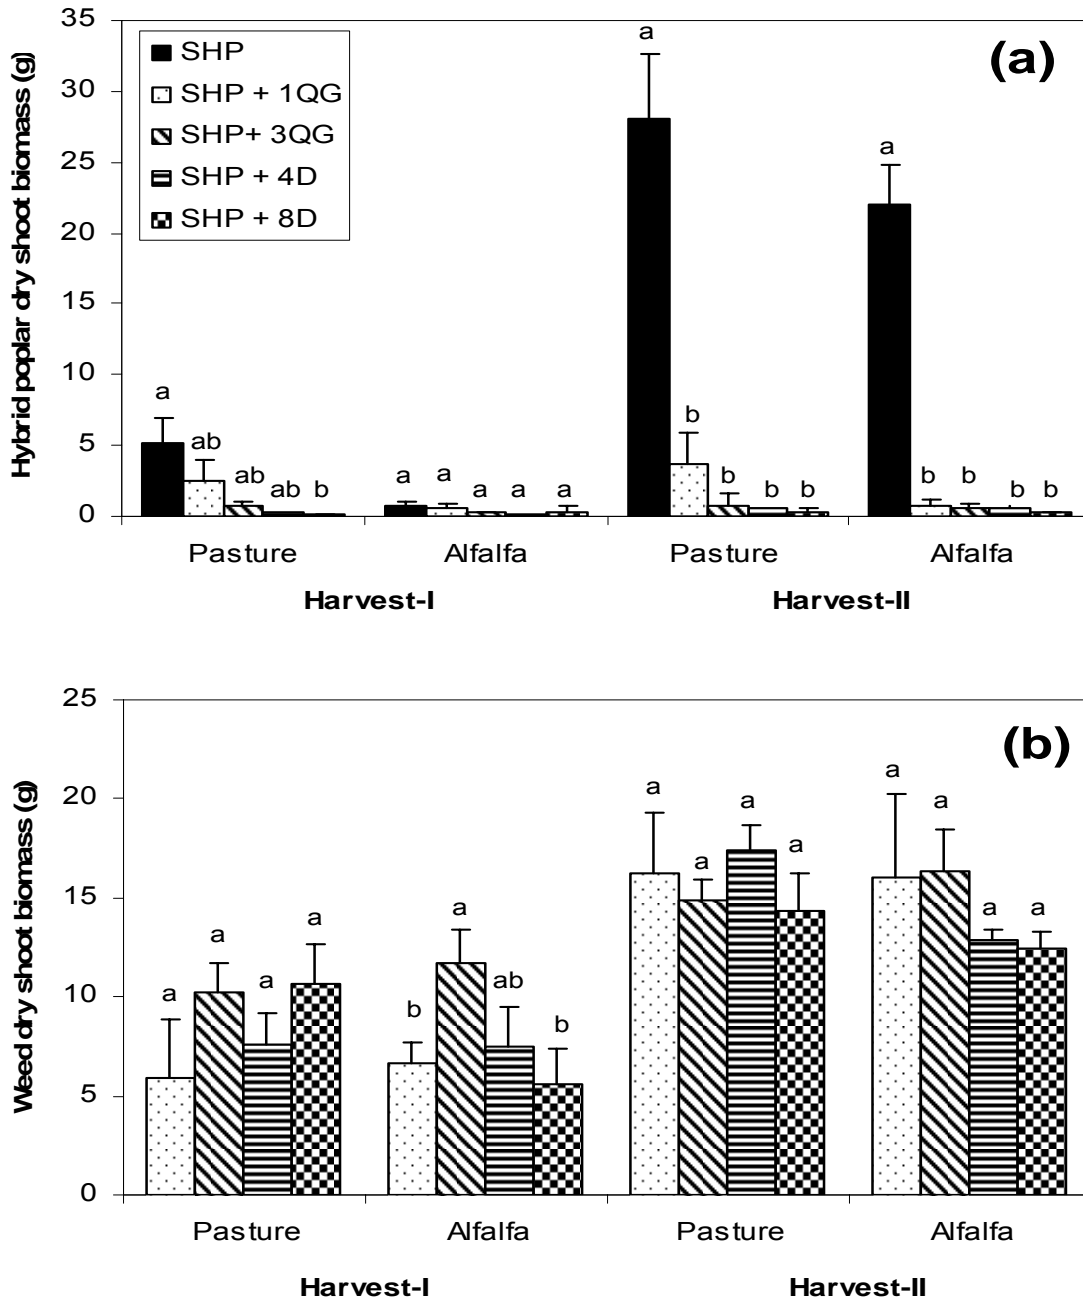 (a)
Hybrid poplar dry shoot biomass (g)
35
30
25
20
15
10
5
0
SHP
SHP + 1QG
SHP+ 3QG
SHP + 4D
SHP + 8D
a ab ab ab b
a a a a a
a b b b b
a b b b b
Pasture Alfalfa Pasture Alfalfa
Harvest-I Harvest-II
(b)
Weed dry shoot biomass (g)
25
20
15
10
5
0
a a a a
b a ab b
a a a a
a a a a
Pasture Alfalfa Pasture Alfalfa
Harvest-I Harvest-II